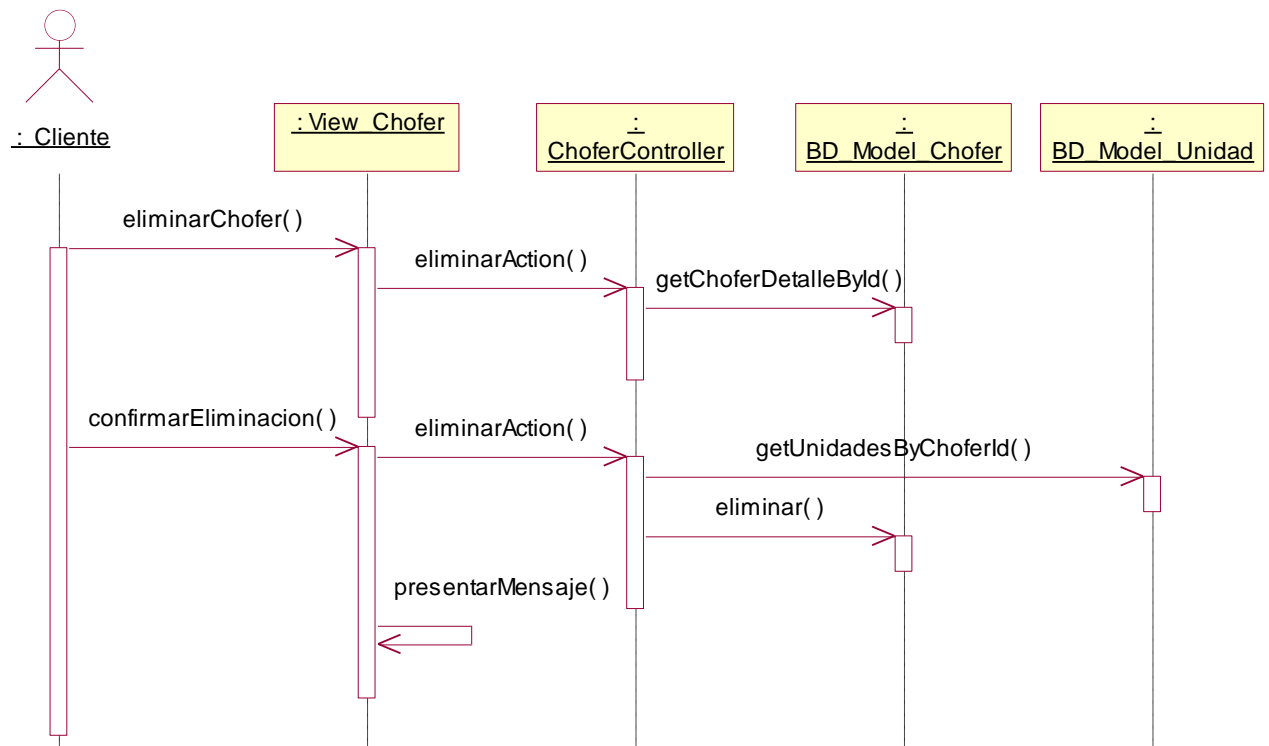 : Cliente
: View_Chofer
:
ChoferController
:
BD_Model_Chofer
:
BD_Model_Unidad
eliminarChofer( )
eliminarAction( )
getChoferDetalleById( )
confirmarEliminacion( )
eliminarAction( )
getUnidadesByChoferId( )
eliminar( )
presentarMensaje( )